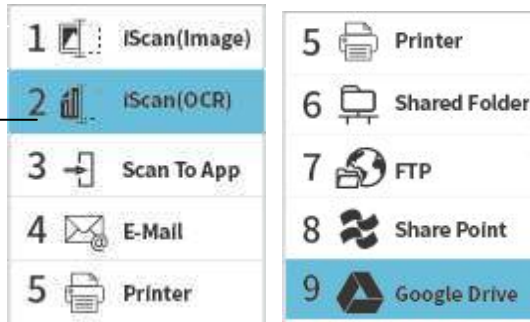 1 iScan(Image)
2 iScan(OCR)
3 Scan To App
4 E-Mail
5 Printer
5 Printer
6 Shared Folder
7 FTP
8 Share Point
9 Google Drive